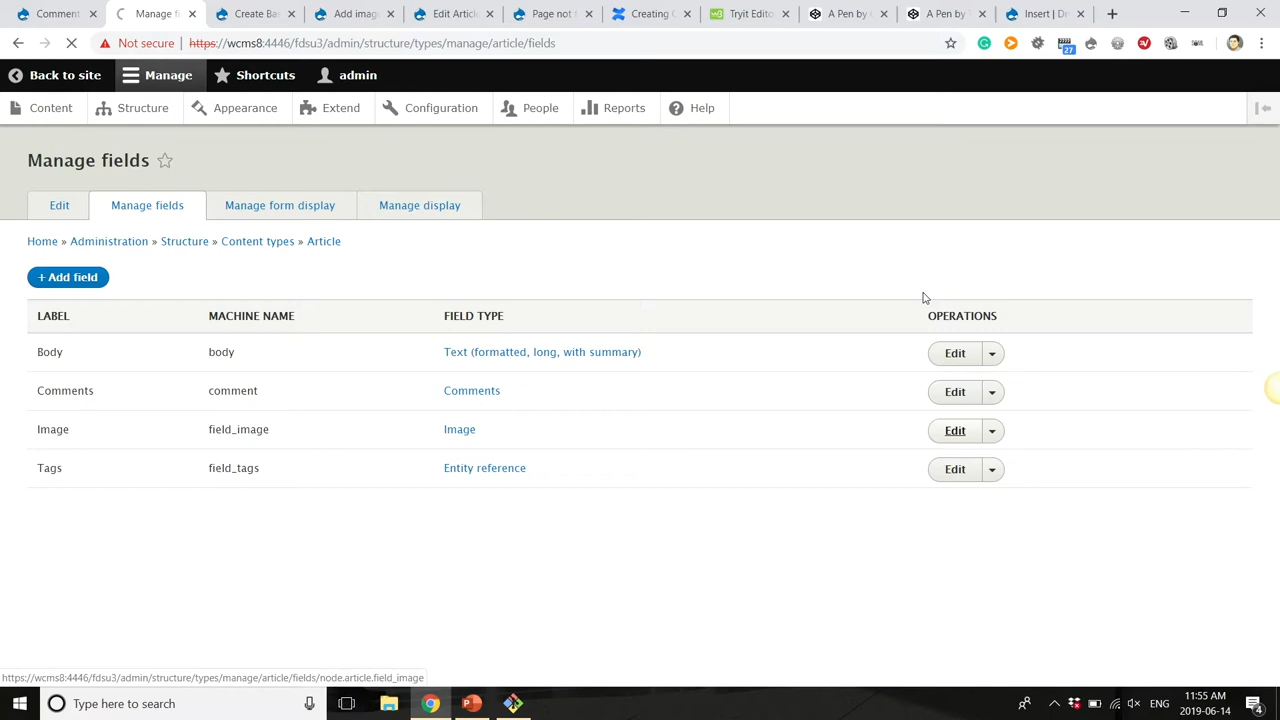 Comment
Manage fi
Create Ba
Add imag
Edit Article
Page not f
Creating C
Tryit Edito
A Pen by
A Pen by
Insert | D
Not secure https://wcms8:4446/fdsu3/admin/structure/types/manage/article/fields
27
Back to site Manage Shortcuts admin
Content Structure Appearance Extend Configuration People Reports Help
Manage fields
Edit Manage fields Manage form display Manage display
Home » Administration » Structure » Content types » Article
+ Add field
LABEL MACHINE NAME FIELD TYPE OPERATIONS
Body body Text (formatted, long, with summary) Edit
Comments comment Comments Edit
Image field_image Image Edit
Tags field_tags Entity reference Edit
https://wcms8:4446/fdsu3/admin/structure/types/manage/article/fields/node.article.field_image
Type here to search
ENG
11:55 AM
2019-06-14
4